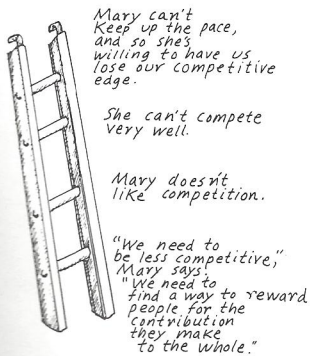 Mary can't
Keep up the pace,
and so she's
willing to have us
lose our competitive
edge.
She can't compete
very well.
Mary doesn't
like competition.
"We need to
be less competitive,"
Mary says!
"We need to
find a way to reward
people for the
contribution
they make
to the whole."